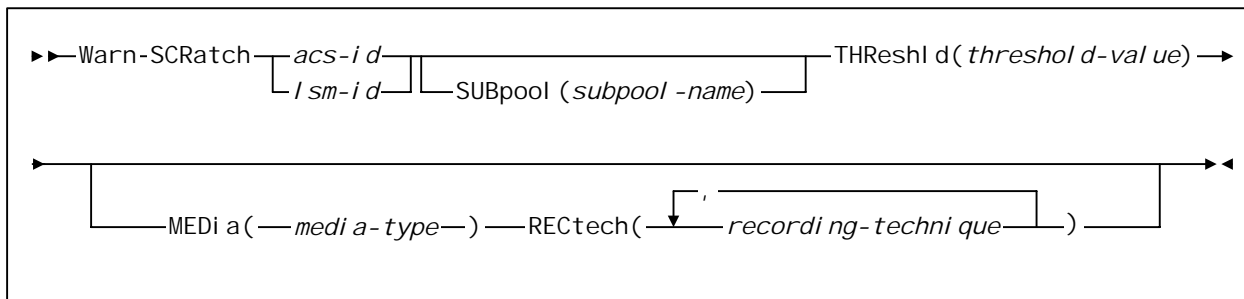 Warn-SCRatch acs-id THReshld(threshold-value)
lsm-id SUBpool(subpool-name)
,
MEDia( media-type ) RECtech( recording-technique )